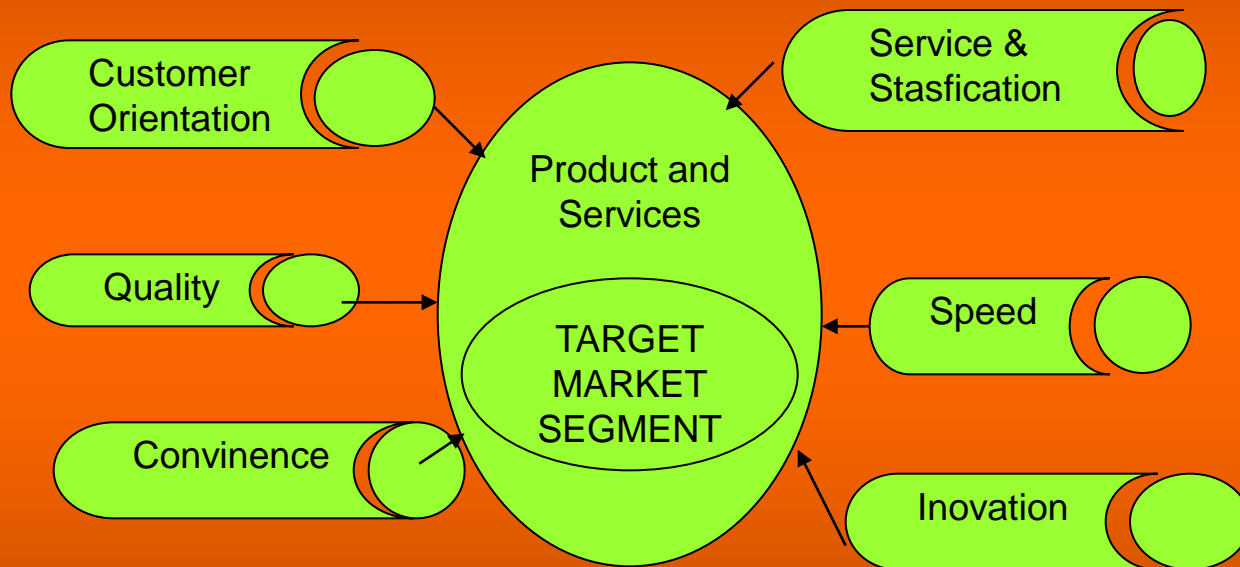 Customer
Orientation
Service &
Stasfication
Product and
Services
Quality
Speed
TARGET
MARKET
SEGMENT
Convinence
Inovation